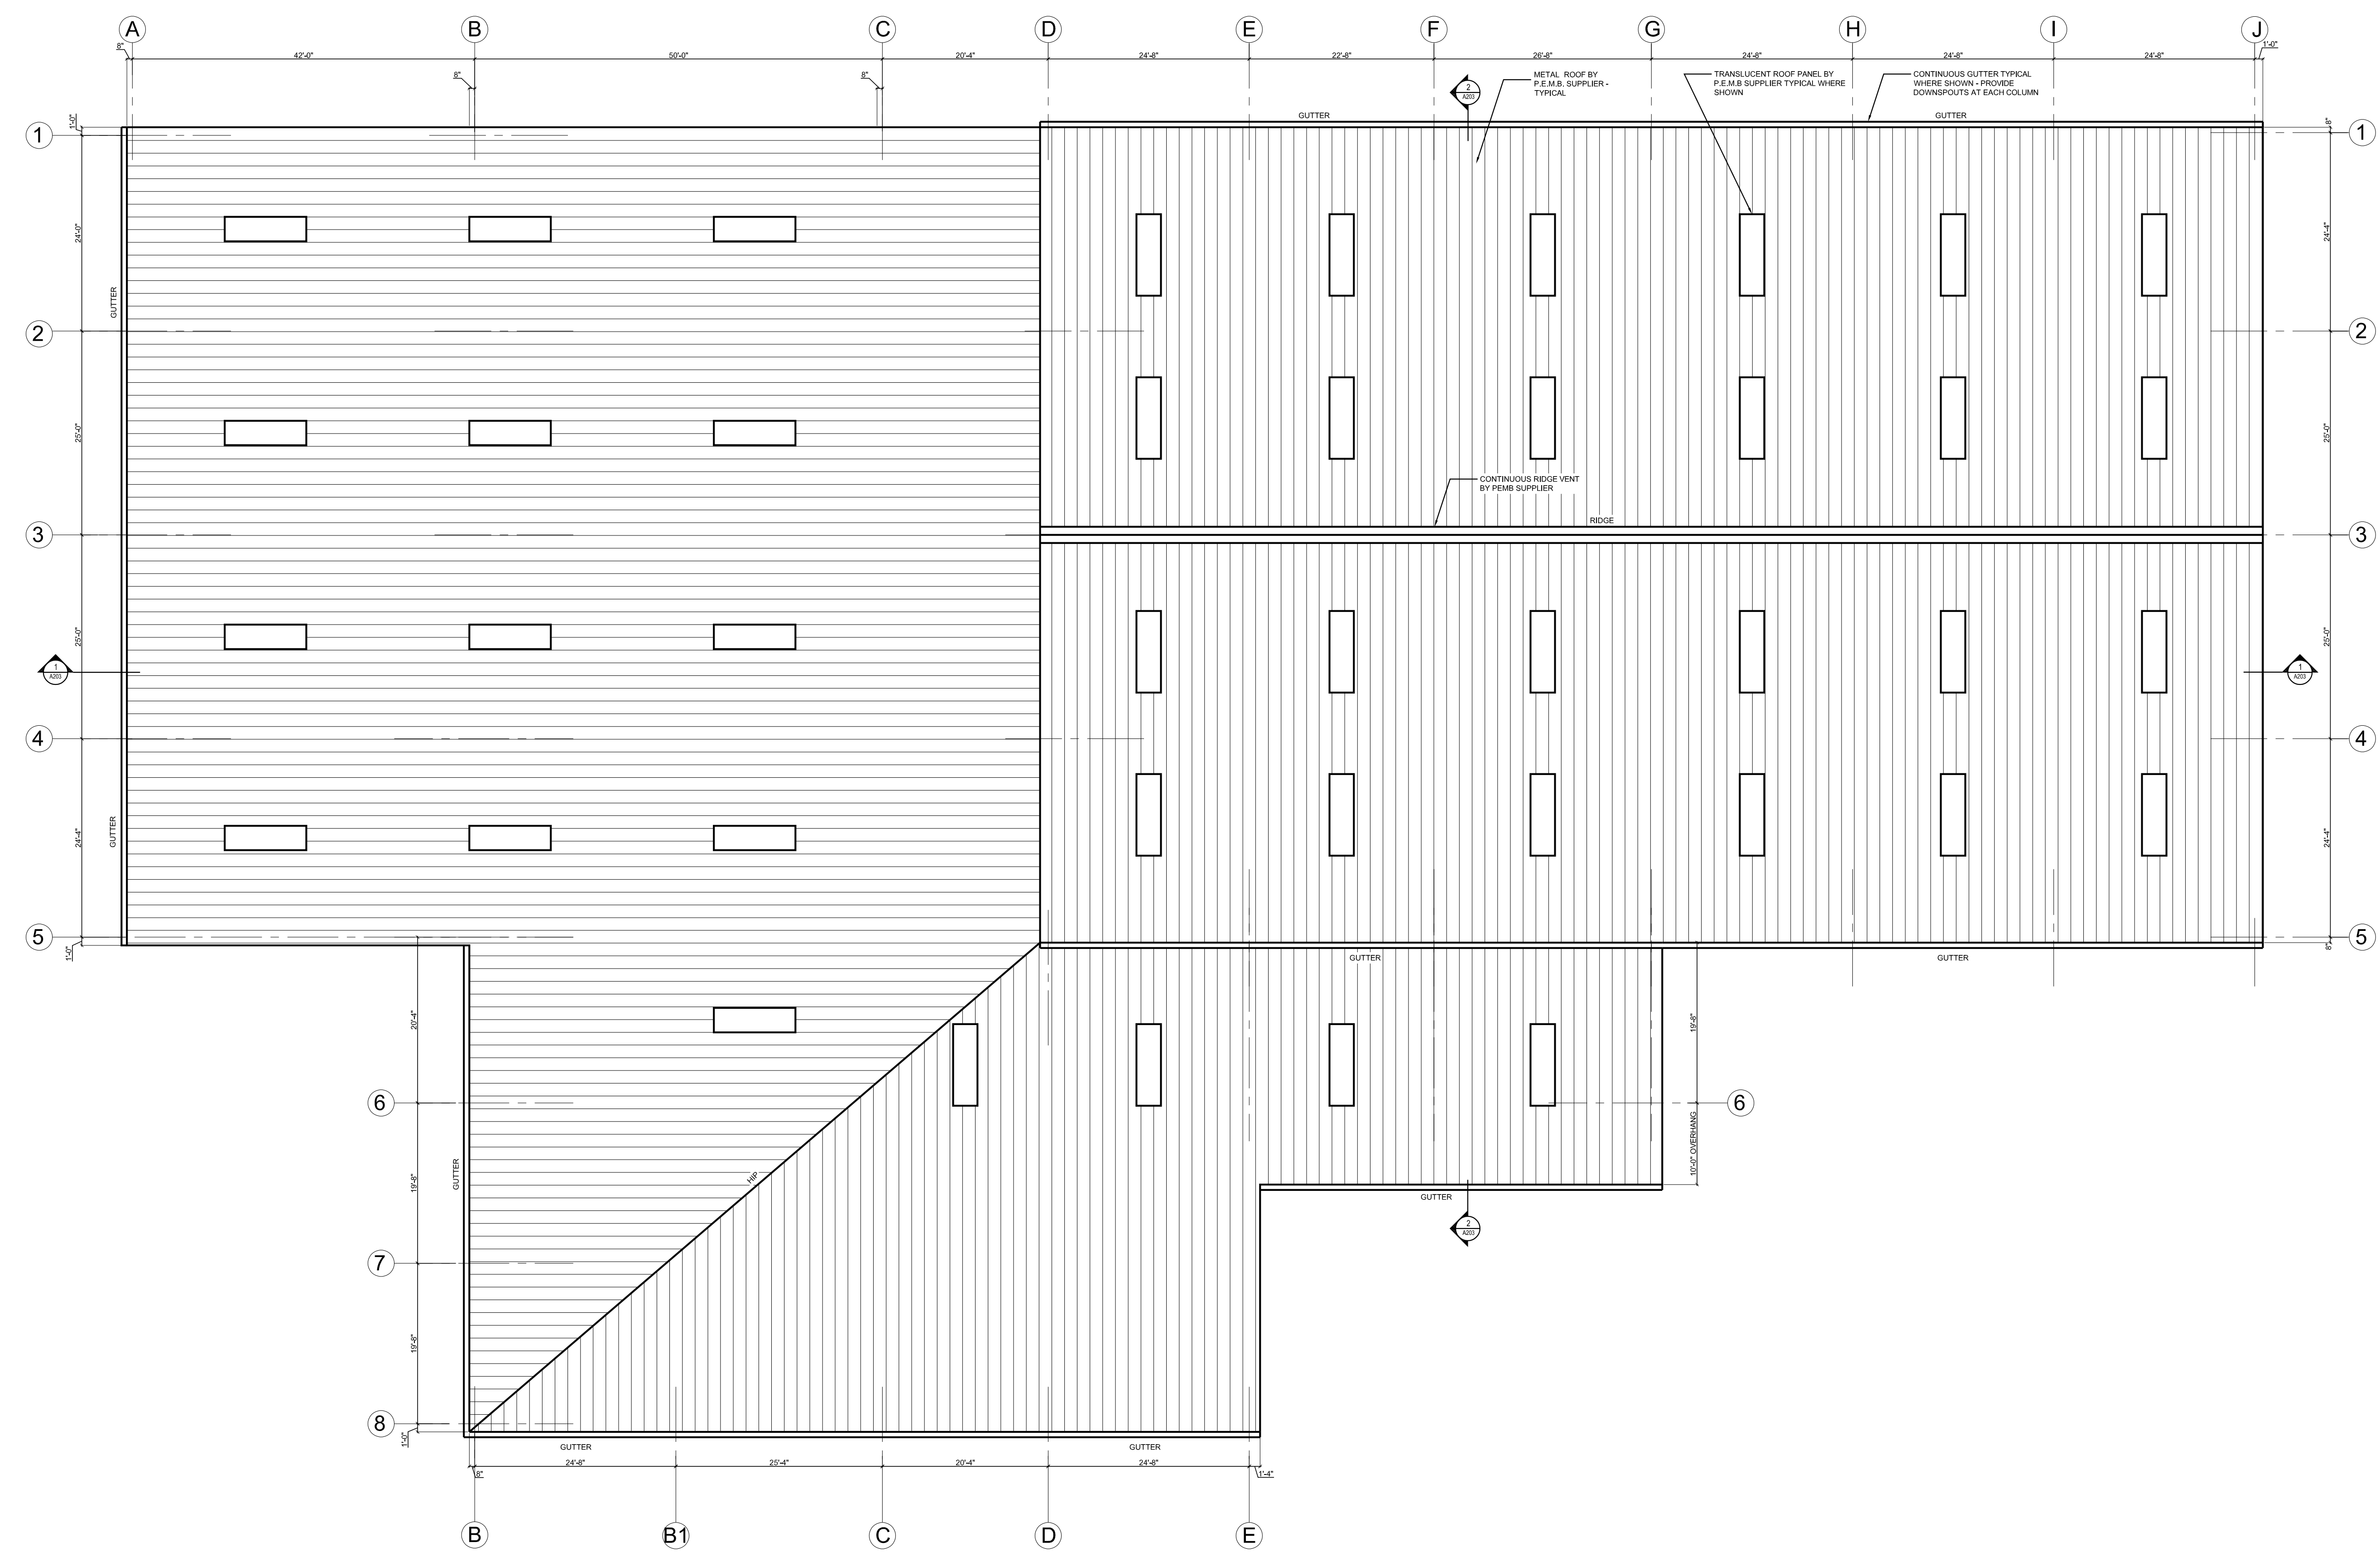 A B C D E F G H I J
8" 42'-0" 50'-0" 20'-4" 24'-8" 22'-8" 26'-8" 24'-8" 24'-8" 24'-8" 1'-0"
8" 8"
METAL ROOF BY
P.E.M.B. SUPPLIER -
TYPICAL
TRANSLUCENT ROOF PANEL BY
P.E.M.B SUPPLIER TYPICAL WHERE
SHOWN
CONTINUOUS GUTTER TYPICAL
WHERE SHOWN - PROVIDE
DOWNSPOUTS AT EACH COLUMN
2
A203
GUTTER GUTTER
1'-0" 8"
1 1
24'-0" 24'-4"
GUTTER
2 2
25'-0" 25'-0"
CONTINUOUS RIDGE VENT
BY PEMB SUPPLIER
RIDGE
3 3
25'-0" 25'-0"
1
A203
1
A203
4 4
GUTTER
24'-4" 24'-4"
5 5
1'-0" 8"
GUTTER GUTTER
20'-4" 19'-8"
6 6
10'-0" OVERHANG
GUTTER
19'-8"
HIP
GUTTER
2
A203
7
19'-8"
8
1'-0"
GUTTER GUTTER
8" 24'-8" 25'-4" 20'-4" 24'-8" 1'-4"
B B1 C D E